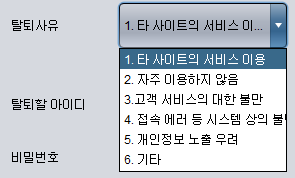 탈퇴사유
1. 타 사이트의 서비스 이...
1. 타 사이트의 서비스 이용
2. 자주 이용하지 않음
3.고객 서비스의 대한 불만
탈퇴할 아이디
4. 접속 에러 등 시스템 상의 불
5. 개인정보 노출 우려
비밀번호
6. 기타